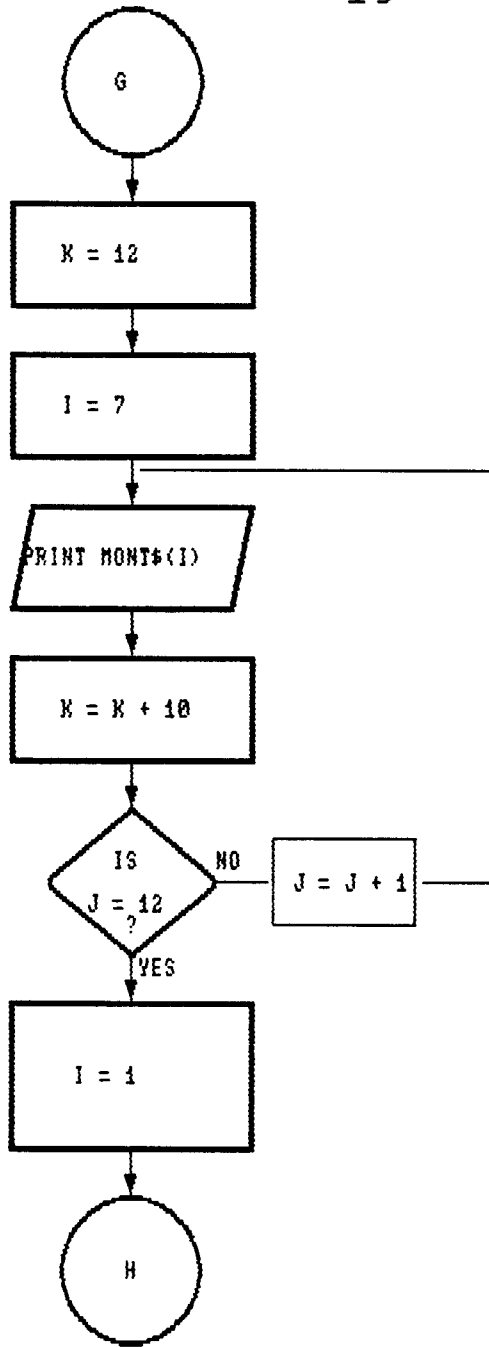 G
K = 12
I = 7
PRINT MONT$(I)
K = K + 10
IS
J = 12
?
NO
J = J + 1
YES
I = 1
H